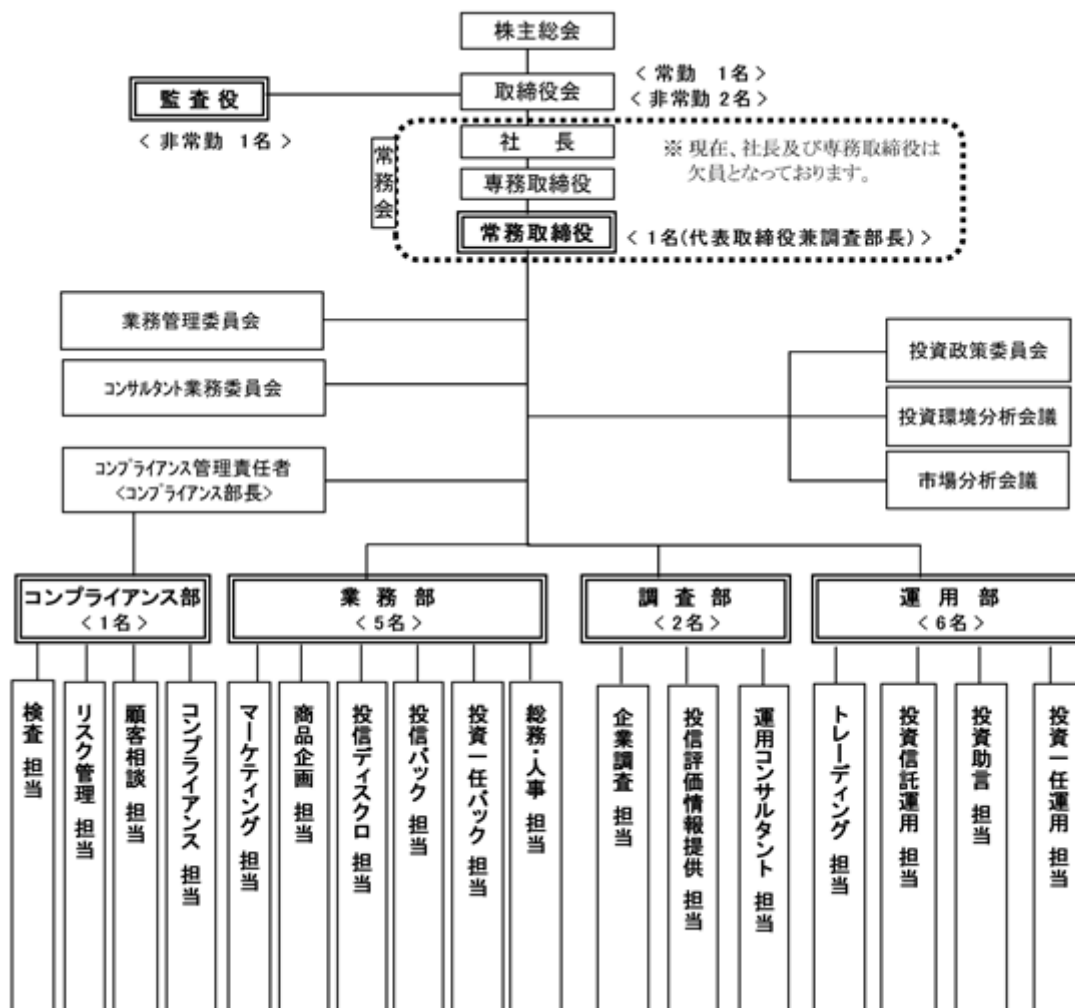 株主総会
取締役会
< 常勤 1名 >
< 非常勤 2名 >
監査役
< 非常勤 1名 >
常務会
社 長
※ 現在、社長及び専務取締役は
欠員となっております。
専務取締役
常務取締役
< 1名(代表取締役兼調査部長) >
業務管理委員会
コンサルタント業務委員会
コンプライアンス管理責任者
<コンプライアンス部長>
投資政策委員会
投資環境分析会議
市場分析会議
コンプライアンス部
< 1名 >
業 務 部
< 5名 >
調 査 部
< 2名 >
運 用 部
< 6名 >
検査 担当
リスク管理 担当
顧客相談 担当
コンプライアンス 担当
マーケティング 担当
商品企画 担当
投信ディスクロ 担当
投信バック 担当
投資一任バック 担当
総務・人事 担当
企業調査 担当
投信評価情報提供 担当
運用コンサルタント 担当
トレーディング 担当
投資信託運用 担当
投資助言 担当
投資一任運用 担当